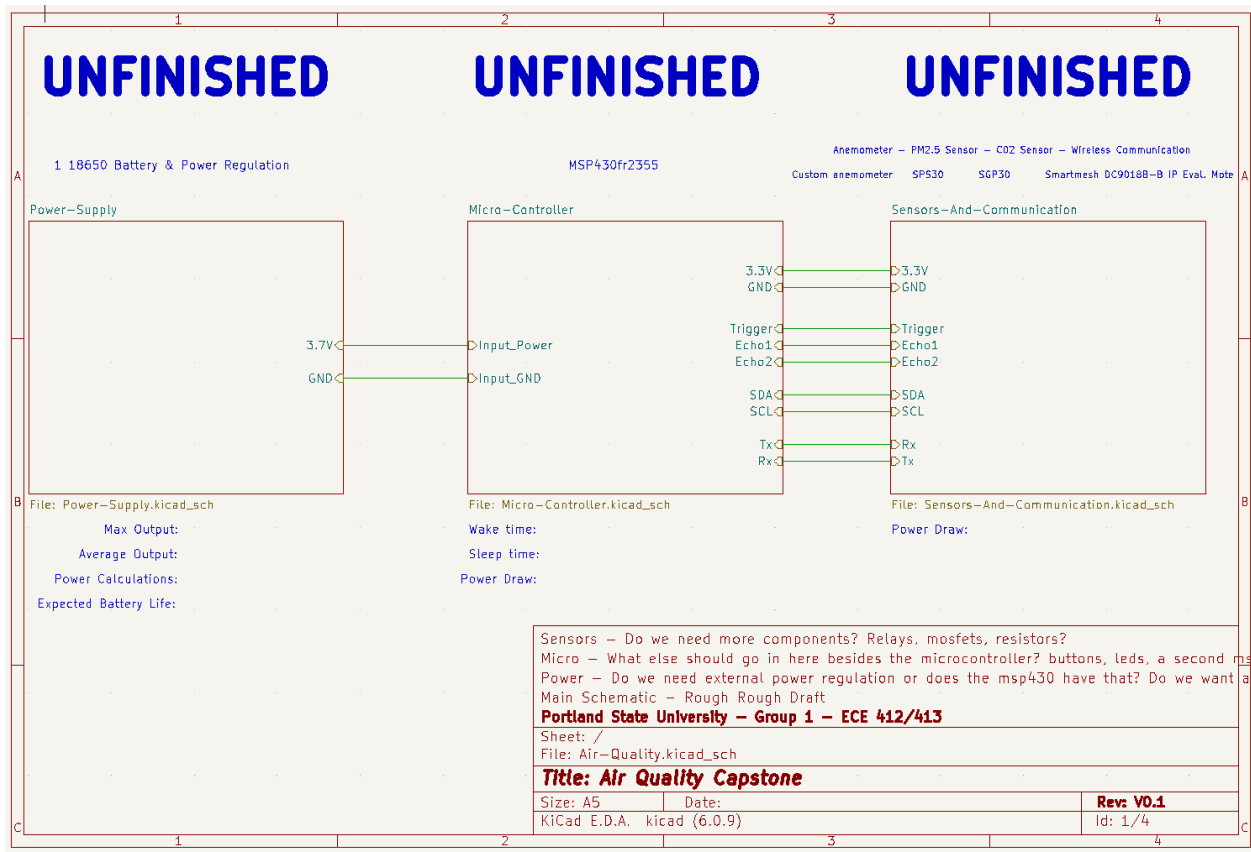 1 2 3 4
UNFINISHED UNFINISHED UNFINISHED
Anemometer - PM2.5 Sensor - CO2 Sensor - Wireless Communication
1 18650 Battery & Power Regulation MSP430fr2355
A Custom anemometer SPS30 SGP30 Smartmesh DC9018B-B IP Eval. Mote A
Power-Supply Micro-Controller Sensors-And-Communication
3.3V 3.3V
GND GND
Trigger Trigger
3.7V Input_Power Echo1 Echo1
Echo2 Echo2
GND Input_GND
SDA SDA
SCL SCL
Tx Rx
Rx Tx
B File: Power-Supply.kicad_sch File: Micro-Controller.kicad_sch File: Sensors-And-Communication.kicad_sch B
Max Output: Wake time: Power Draw:
Average Output: Sleep time:
Power Calculations: Power Draw:
Expected Battery Life:
Sensors - Do we need more components? Relays, mosfets, resistors?
Micro - What else should go in here besides the microcontroller? buttons, leds, a second ms
Power - Do we need external power regulation or does the msp430 have that? Do we want a
Main Schematic - Rough Rough Draft
Portland State University - Group 1 - ECE 412/413
Sheet: /
File: Air-Quality.kicad_sch
Title: Air Quality Capstone
Size: A5 Date: Rev: V0.1
C KiCad E.D.A. kicad (6.0.9) Id: 1/4 C
1 2 3 4